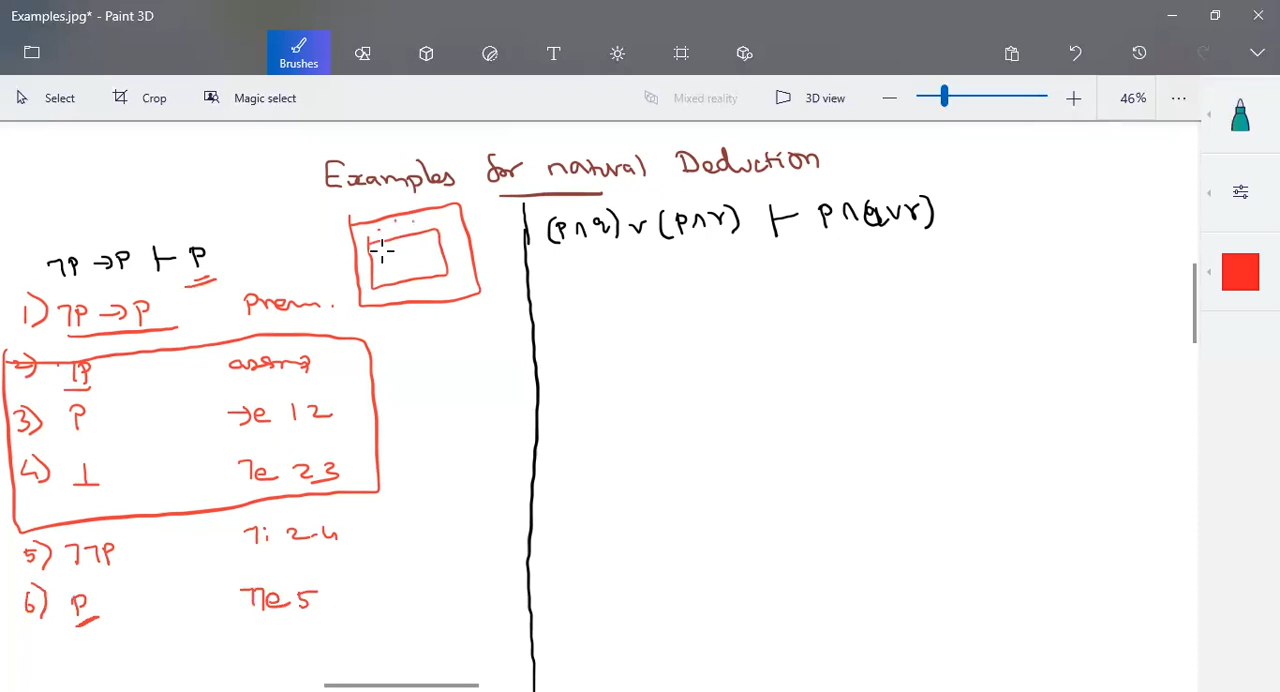 Examples.jpg* - Paint 3D
Brushes
Select
Crop
Magic select
Mixed reality
3D view
46%
Examples for natural Deduction
¬P → P ⊢ P
1) ¬P → P prem.
2) ¬P assm
3) P →e 1 2
4) ⊥ ¬e 2 3
5) ¬¬P ¬i 2-4
6) P ¬¬e 5
(P ∧ q) ∨ (P ∧ r) ⊢ P ∧ (q ∨ r)